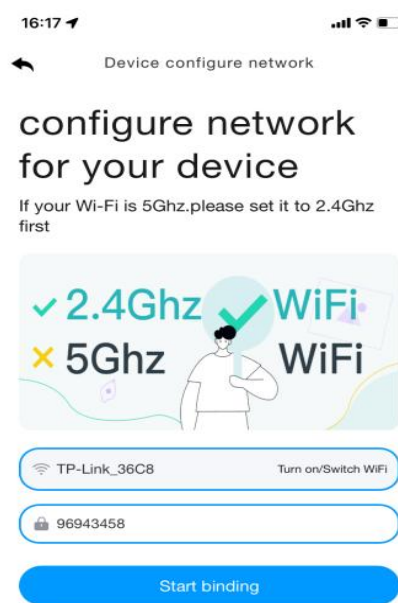 16:17
Device configure network
configure network
for your device
If your Wi-Fi is 5Ghz.please set it to 2.4Ghz
first
2.4Ghz WiFi
5Ghz WiFi
TP-Link_36C8 Turn on/Switch WiFi
96943458
Start binding